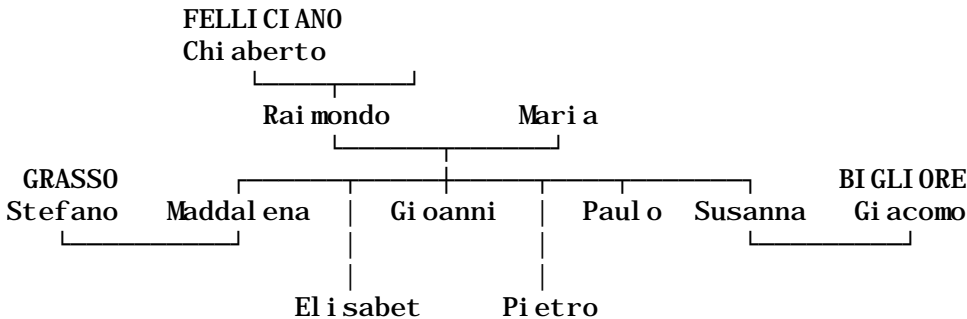 FELLICIANO
Chiaberto
Raimondo Maria
GRASSO BIGLIORE
Stefano Maddalena Gioanni Paulo Susanna Giacomo
Elisabet Pietro